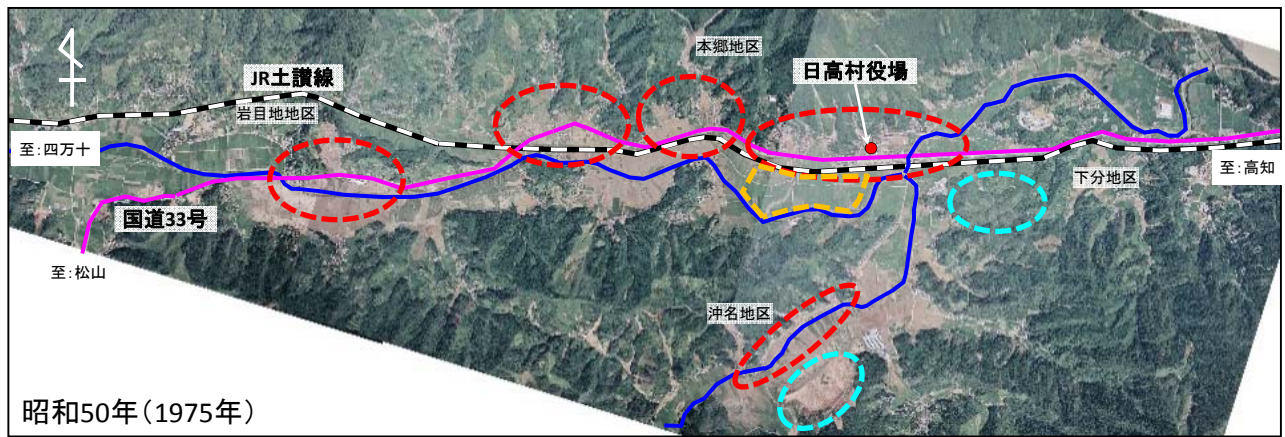 本郷地区
JR土讃線
日高村役場
岩目地地区
至:四万十
至:高知
下分地区
国道33号
至:松山
沖名地区
昭和50年(1975年)